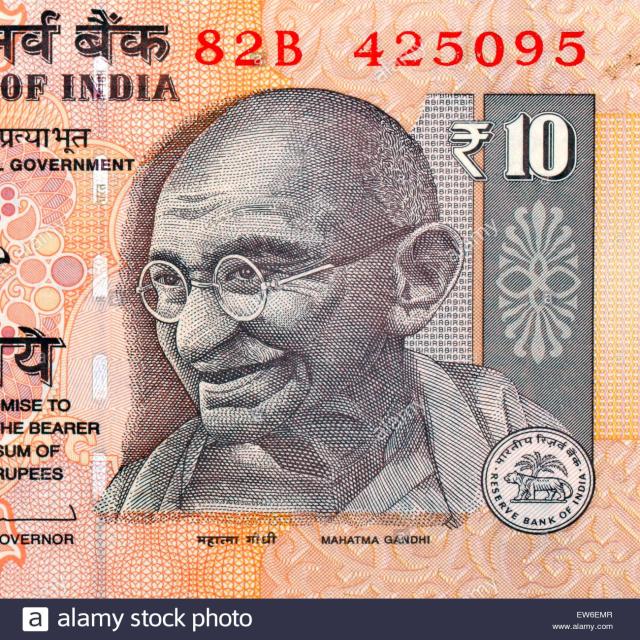 र्व बैंक 82B 425095
OF INDIA
प्रत्याभूत
GOVERNMENT
₹ 10
पये
MISE TO
HE BEARER
SUM OF
RUPEES
OVERNOR
महात्मा गांधी MAHATMA GANDHI
भारतीय रिज़र्व बैंक
RESERVE BANK OF INDIA
a alamy stock photo
EW6EMR
www.alamy.com